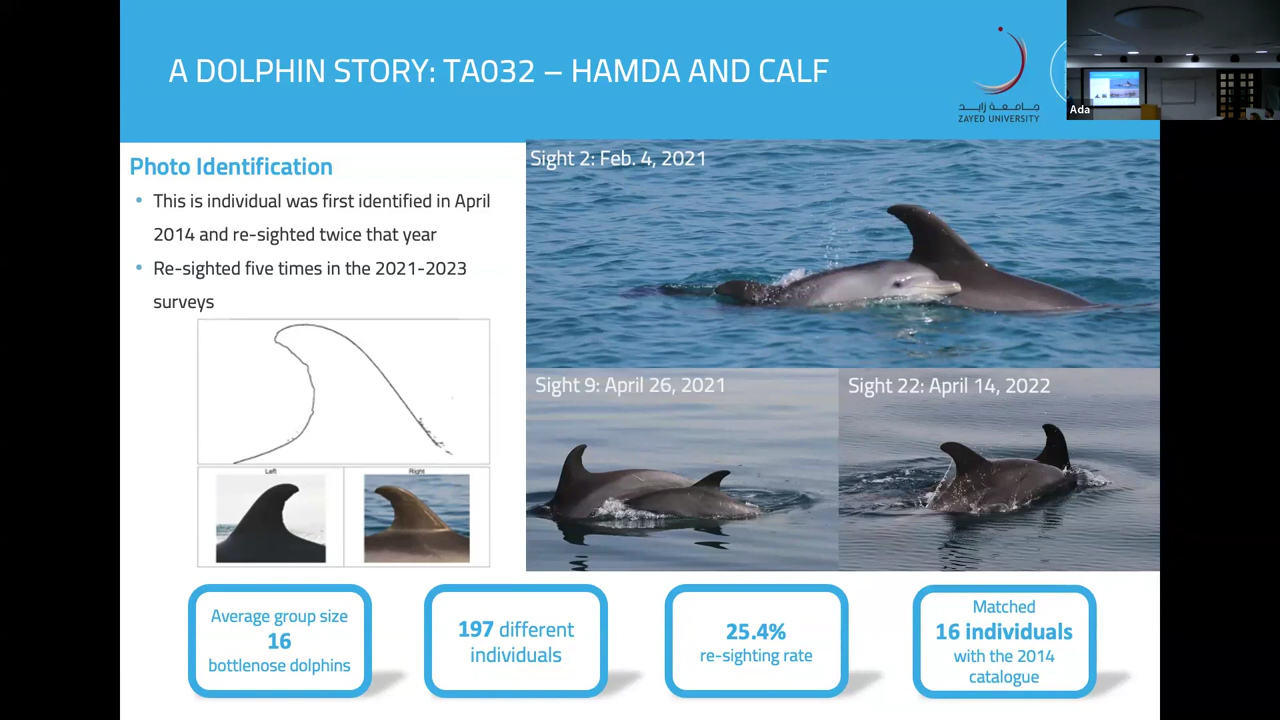 A DOLPHIN STORY: TA032 – HAMDA AND CALF
جامعة زايد
ZAYED UNIVERSITY
Ada
Photo Identification
• This is individual was first identified in April
2014 and re-sighted twice that year
• Re-sighted five times in the 2021-2023
surveys
Left
Right
Sight 2: Feb. 4, 2021
Sight 9: April 26, 2021
Sight 22: April 14, 2022
Average group size
16
bottlenose dolphins
197 different
individuals
25.4%
re-sighting rate
Matched
16 individuals
with the 2014
catalogue